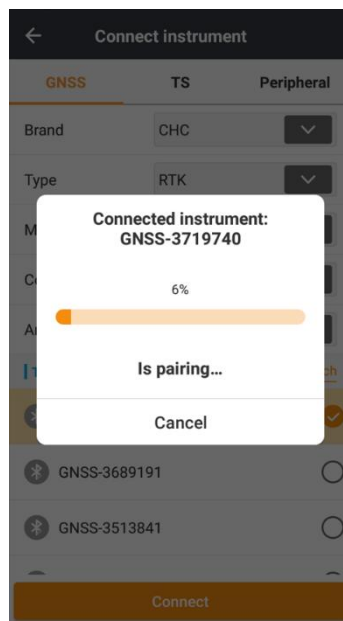 Connect instrument
GNSS TS Peripheral
Brand CHC
Type RTK
Connected instrument:
GNSS-3719740
6%
Is pairing...
Cancel
GNSS-3689191
GNSS-3513841
Connect